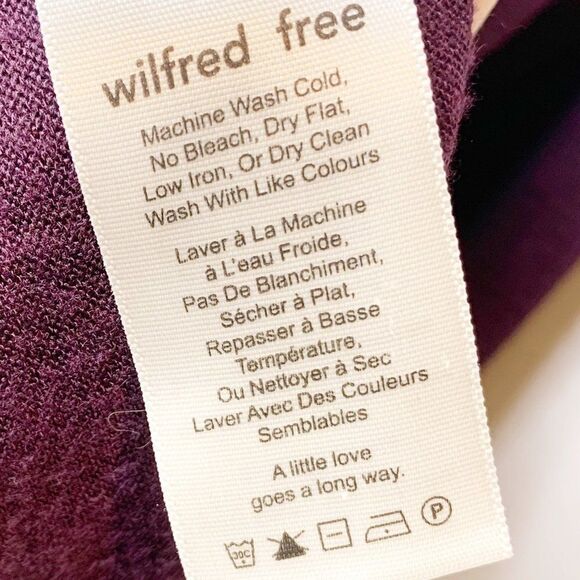 wilfred free
Machine Wash Cold,
No Bleach, Dry Flat,
Low Iron, Or Dry Clean
Wash With Like Colours
Laver à La Machine
à L'eau Froide,
Pas De Blanchiment,
Sécher à Plat,
Repasser à Basse
Température,
Ou Nettoyer à Sec
Laver Avec Des Couleurs
Semblables
A little love
goes a long way.
30C P